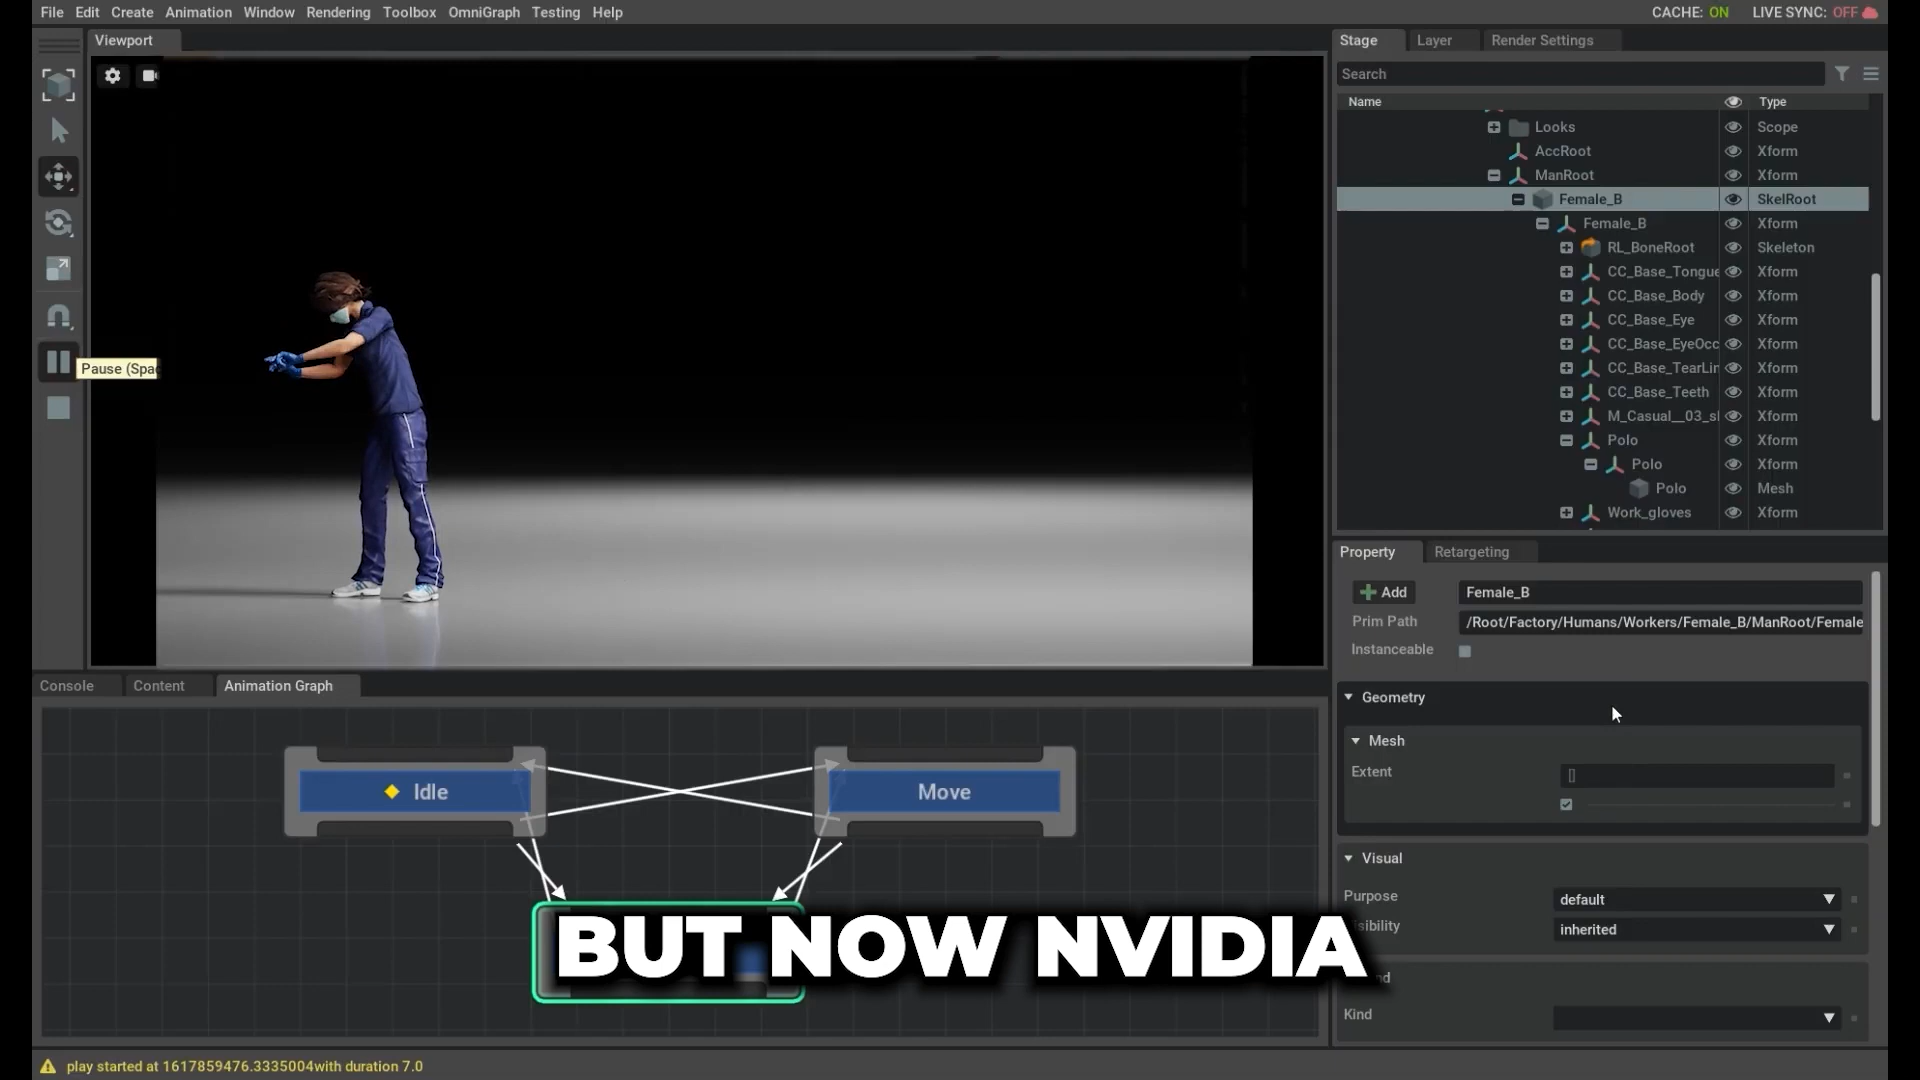 File Edit Create Animation Window Rendering Toolbox OmniGraph Testing Help
CACHE: ON LIVE SYNC: OFF
Viewport
Pause (Spac
Stage Layer Render Settings
Search
Name Type
Looks Scope
AccRoot Xform
ManRoot Xform
Female_B SkelRoot
Female_B Xform
RL_BoneRoot Skeleton
CC_Base_Tongue Xform
CC_Base_Body Xform
CC_Base_Eye Xform
CC_Base_EyeOcc Xform
CC_Base_TearLin Xform
CC_Base_Teeth Xform
M_Casual__03_sl Xform
Polo Xform
Polo Xform
Polo Mesh
Work_gloves Xform
Property Retargeting
Add Female_B
Prim Path /Root/Factory/Humans/Workers/Female_B/ManRoot/Female
Instanceable
Geometry
Mesh
Extent []
Visual
Purpose default
isibility inherited
nd
Kind
Console Content Animation Graph
Idle Move
BUT NOW NVIDIA
play started at 1617859476.3335004with duration 7.0